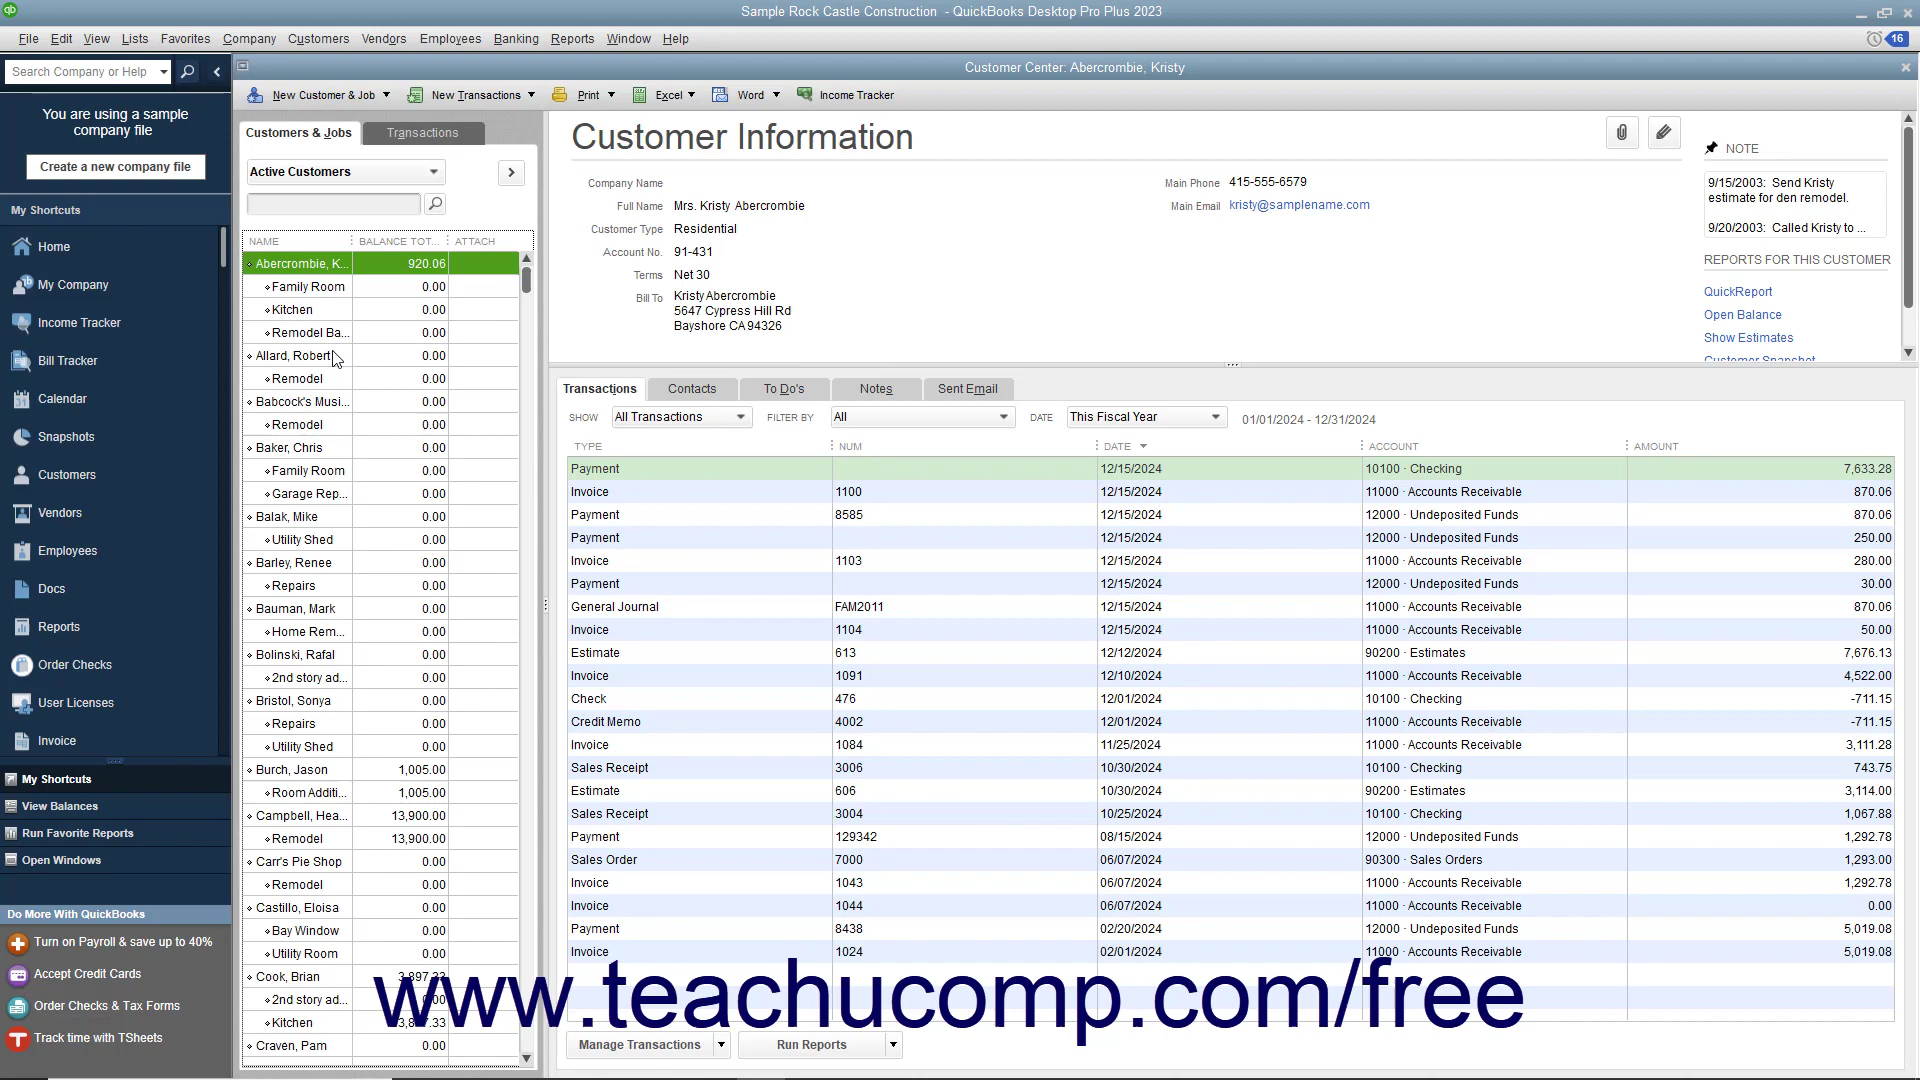 Sample Rock Castle Construction - QuickBooks Desktop Pro Plus 2023
File Edit View Lists Favorites Company Customers Vendors Employees Banking Reports Window Help
16
Search Company or Help
Customer Center: Abercrombie, Kristy
You are using a sample
company file
Create a new company file
New Customer & Job New Transactions Print Excel Word Income Tracker
My Shortcuts
Home
My Company
Income Tracker
Bill Tracker
Calendar
Snapshots
Customers
Vendors
Employees
Docs
Reports
Order Checks
User Licenses
Invoice
My Shortcuts
View Balances
Run Favorite Reports
Open Windows
Do More With QuickBooks
Turn on Payroll & save up to 40%
Accept Credit Cards
Order Checks & Tax Forms
Track time with TSheets
Customers & Jobs Transactions
Active Customers
NAME BALANCE TOT... ATTACH
Abercrombie, K... 920.06
Family Room 0.00
Kitchen 0.00
Remodel Ba... 0.00
Allard, Robert 0.00
Remodel 0.00
Babcock's Musi... 0.00
Remodel 0.00
Baker, Chris 0.00
Family Room 0.00
Garage Rep... 0.00
Balak, Mike 0.00
Utility Shed 0.00
Barley, Renee 0.00
Repairs 0.00
Bauman, Mark 0.00
Home Rem... 0.00
Bolinski, Rafal 0.00
2nd story ad... 0.00
Bristol, Sonya 0.00
Repairs 0.00
Utility Shed 0.00
Burch, Jason 1,005.00
Room Additi... 1,005.00
Campbell, Hea... 13,900.00
Remodel 13,900.00
Carr's Pie Shop 0.00
Remodel 0.00
Castillo, Eloisa 0.00
Bay Window 0.00
Utility Room 0.00
Cook, Brian 3,897.33
2nd story ad... 0.00
Kitchen 3,897.33
Craven, Pam 0.00
Customer Information
Company Name
Full Name Mrs. Kristy Abercrombie
Customer Type Residential
Account No. 91-431
Terms Net 30
Bill To Kristy Abercrombie
5647 Cypress Hill Rd
Bayshore CA 94326
Main Phone 415-555-6579
Main Email kristy@samplename.com
NOTE
9/15/2003: Send Kristy
estimate for den remodel.
9/20/2003: Called Kristy to ...
REPORTS FOR THIS CUSTOMER
QuickReport
Open Balance
Show Estimates
Customer Snapshot
Transactions Contacts To Do's Notes Sent Email
SHOW All Transactions FILTER BY All DATE This Fiscal Year 01/01/2024 - 12/31/2024
TYPE NUM DATE ACCOUNT AMOUNT
Payment 12/15/2024 10100 · Checking 7,633.28
Invoice 1100 12/15/2024 11000 · Accounts Receivable 870.06
Payment 8585 12/15/2024 12000 · Undeposited Funds 870.06
Payment 12/15/2024 12000 · Undeposited Funds 250.00
Invoice 1103 12/15/2024 11000 · Accounts Receivable 280.00
Payment 12/15/2024 12000 · Undeposited Funds 30.00
General Journal FAM2011 12/15/2024 11000 · Accounts Receivable 870.06
Invoice 1104 12/15/2024 11000 · Accounts Receivable 50.00
Estimate 613 12/12/2024 90200 · Estimates 7,676.13
Invoice 1091 12/10/2024 11000 · Accounts Receivable 4,522.00
Check 476 12/01/2024 10100 · Checking -711.15
Credit Memo 4002 12/01/2024 11000 · Accounts Receivable -711.15
Invoice 1084 11/25/2024 11000 · Accounts Receivable 3,111.28
Sales Receipt 3006 10/30/2024 10100 · Checking 743.75
Estimate 606 10/30/2024 90200 · Estimates 3,114.00
Sales Receipt 3004 10/25/2024 10100 · Checking 1,067.88
Payment 129342 08/15/2024 12000 · Undeposited Funds 1,292.78
Sales Order 7000 06/07/2024 90300 · Sales Orders 1,293.00
Invoice 1043 06/07/2024 11000 · Accounts Receivable 1,292.78
Invoice 1044 06/07/2024 11000 · Accounts Receivable 0.00
Payment 8438 02/20/2024 12000 · Undeposited Funds 5,019.08
Invoice 1024 02/01/2024 11000 · Accounts Receivable 5,019.08
www.teachucomp.com/free
Manage Transactions Run Reports